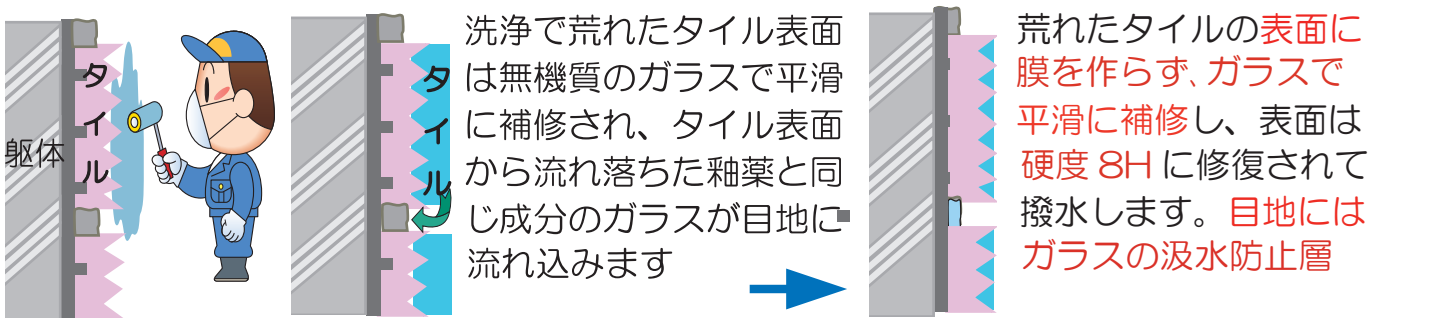 躯体
タイル
タイル
洗浄で荒れたタイル表面
は無機質のガラスで平滑
に補修され、タイル表面
から流れ落ちた釉薬と同
じ成分のガラスが目地に
流れ込みます
荒れたタイルの表面に
膜を作らず、ガラスで
平滑に補修し、表面は
硬度 8H に修復されて
撥水します。目地には
ガラスの汲水防止層